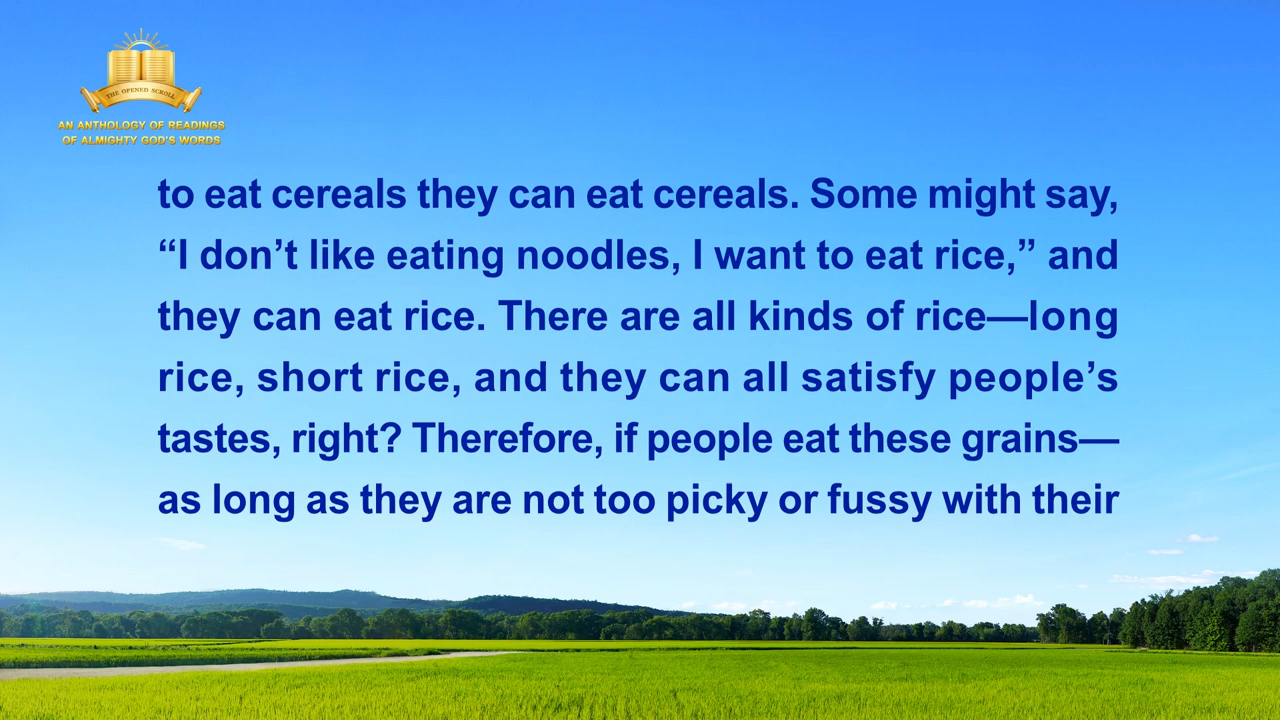 THE OPENED SCROLL
AN ANTHOLOGY OF READINGS
OF ALMIGHTY GOD'S WORDS
to eat cereals they can eat cereals. Some might say,
“I don’t like eating noodles, I want to eat rice,” and
they can eat rice. There are all kinds of rice—long
rice, short rice, and they can all satisfy people’s
tastes, right? Therefore, if people eat these grains—
as long as they are not too picky or fussy with their